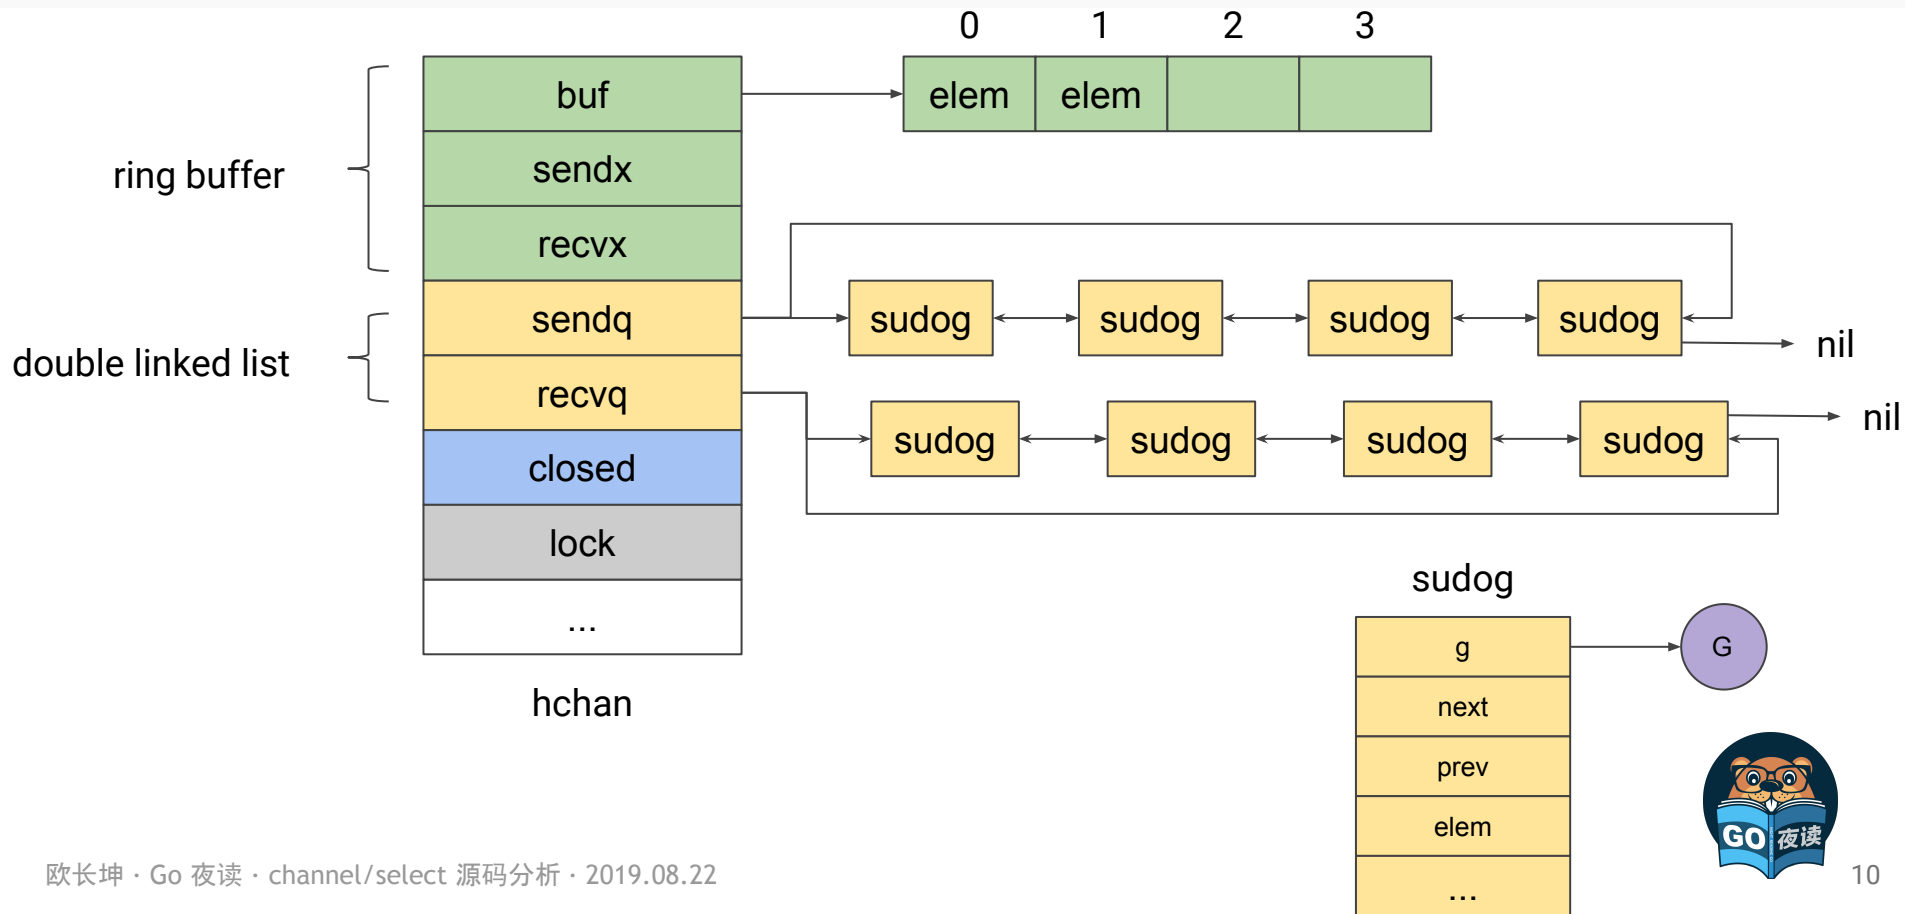 0 1 2 3
buf
elem elem
ring buffer
sendx
recvx
double linked list
sendq
sudog sudog sudog sudog
nil
recvq
sudog sudog sudog sudog
nil
closed
lock
...
hchan
sudog
g
G
next
prev
elem
...
GO 夜读
欧长坤 · Go 夜读 · channel/select 源码分析 · 2019.08.22
10